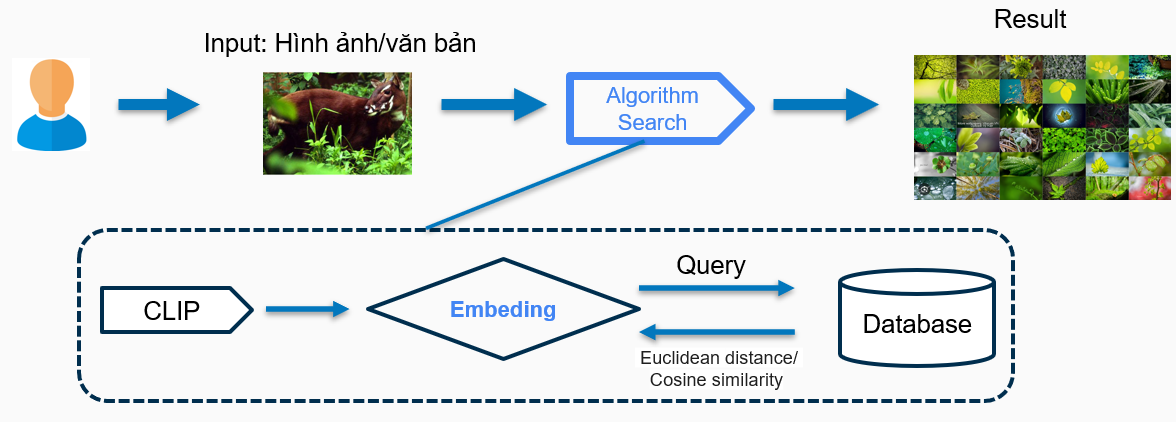 Result
Input: Hình ảnh/văn bản
Algorithm
Search
Query
CLIP
Embeding
Database
Euclidean distance/
Cosine similarity